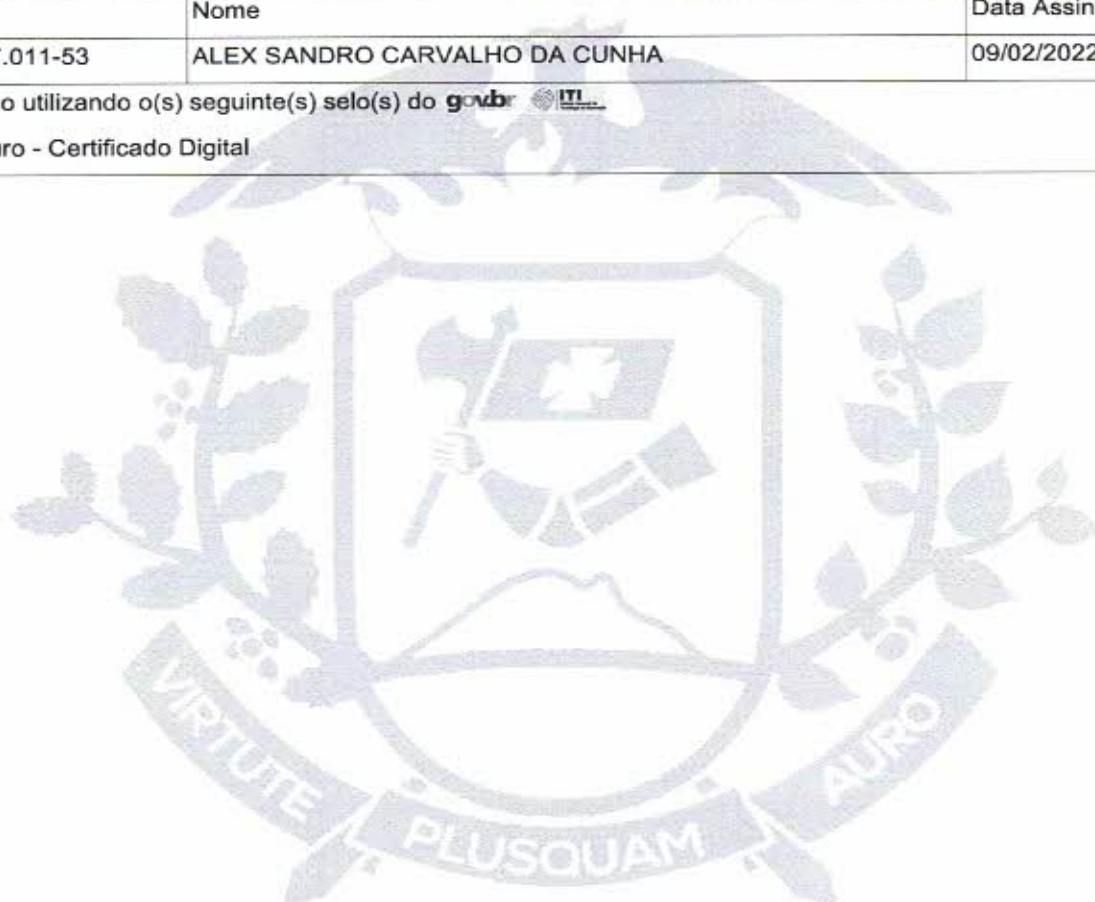 Nome Data Assin
.011-53 ALEX SANDRO CARVALHO DA CUNHA 09/02/2022
o utilizando o(s) seguinte(s) selo(s) do gov.br ITI
ro - Certificado Digital
VIRTUTE PLUSQUAM AURO